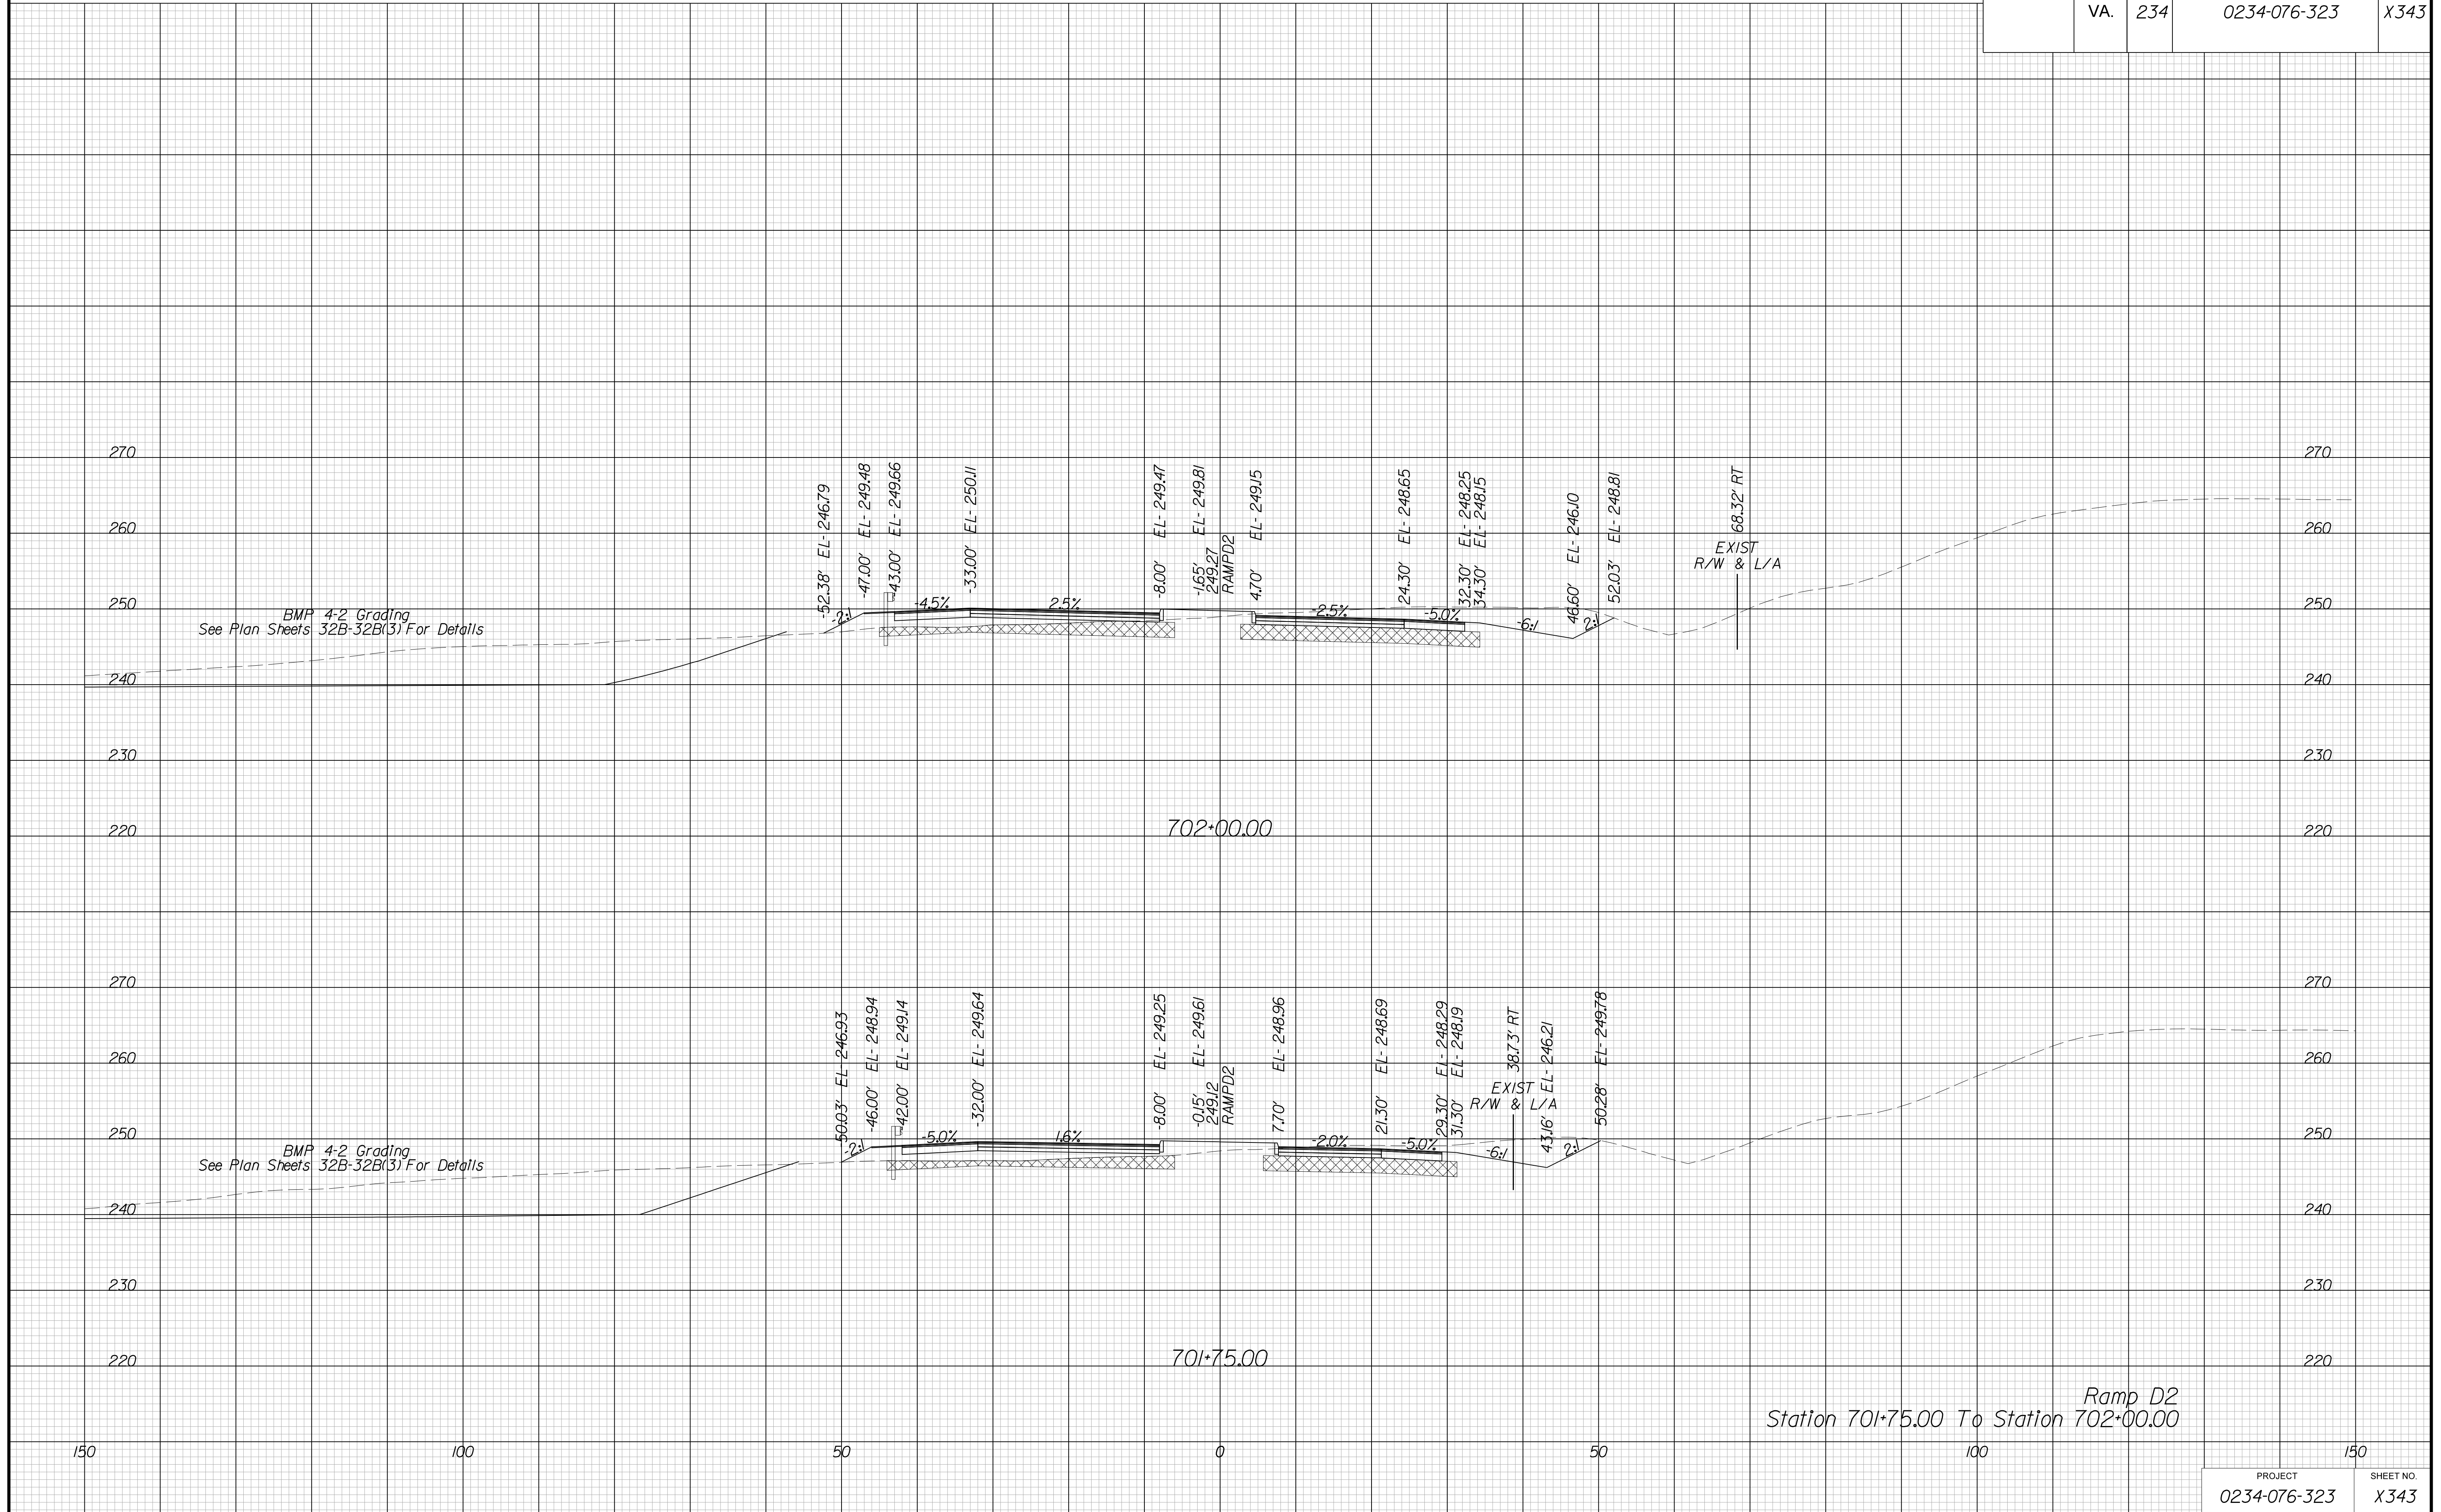 VA. 234 0234-076-323 X343
270 270
260 260
250 250
240 240
230 230
220 220
-52.38' EL- 246.79
-47.00' EL- 249.48
-43.00' EL- 249.66
-33.00' EL- 250.11
-8.00' EL- 249.47
-1.65' EL- 249.81
249.27
RAMPD2
4.70' EL- 249.15
24.30' EL- 248.65
32.30' EL- 248.25
34.30' EL- 248.15
46.60' EL- 246.10
52.03' EL- 248.81
68.32' RT
EXIST
R/W & L/A
BMP 4-2 Grading
See Plan Sheets 32B-32B(3) For Details
-2:1 -4.5% 2.5% -2.5% -5.0% -6:1 2:1
702+00.00
270 270
260 260
250 250
240 240
230 230
220 220
50.03' EL- 246.93
-46.00' EL- 248.94
-42.00' EL- 249.14
-32.00' EL- 249.64
-8.00' EL- 249.25
-0.15' EL- 249.61
249.12
RAMPD2
7.70' EL- 248.96
21.30' EL- 248.69
29.30' EL- 248.29
31.30' EL- 248.19
38.73' RT
EXIST
R/W & L/A
43.16' EL- 246.21
50.28' EL- 249.78
BMP 4-2 Grading
See Plan Sheets 32B-32B(3) For Details
-2:1 -5.0% 1.6% -2.0% -5.0% -6:1 2:1
701+75.00
Ramp D2
Station 701+75.00 To Station 702+00.00
150 100 50 0 50 100 150
PROJECT SHEET NO.
0234-076-323 X343